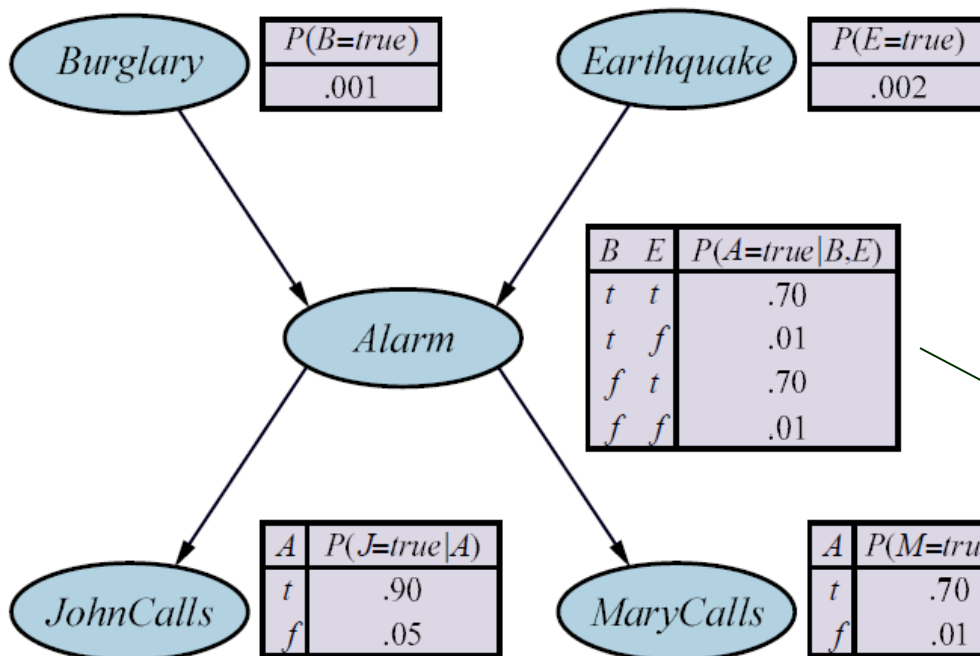 Burglary
P(B=true)
.001
Earthquake
P(E=true)
.002
B E P(A=true|B,E)
t t .70
t f .01
f t .70
f f .01
Alarm
A P(J=true|A)
t .90
f .05
JohnCalls
A P(M=tru
t .70
f .01
MaryCalls